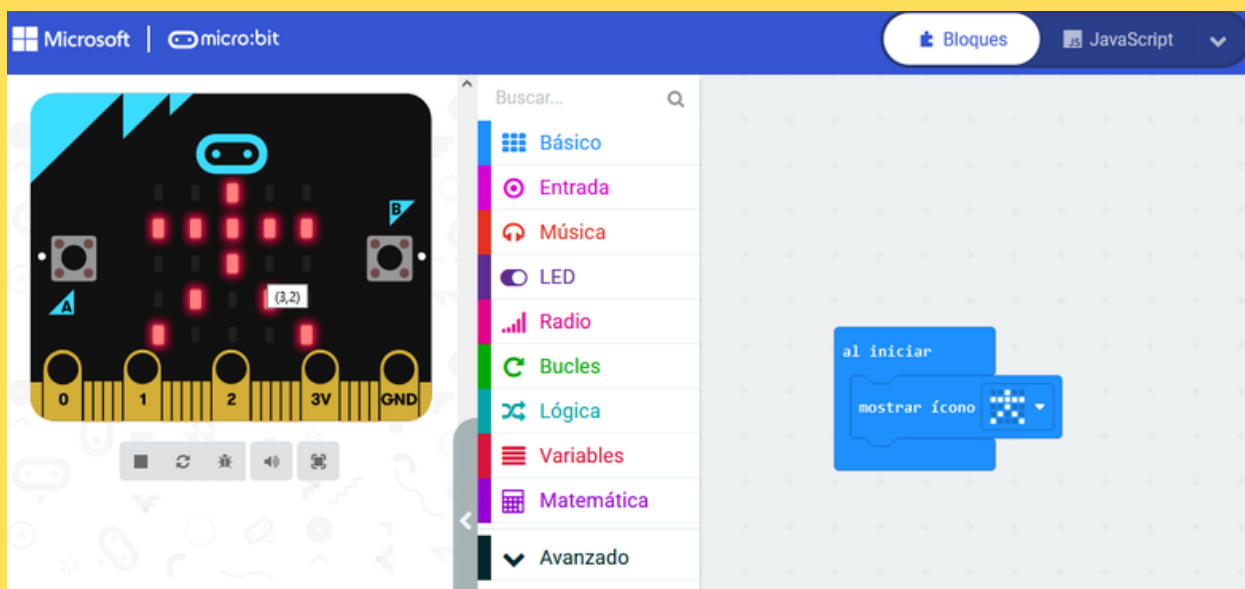 Microsoft | micro:bit
Bloques
JS JavaScript
B
A
(3,2)
0 1 2 3V GND
Buscar...
Básico
Entrada
Música
LED
Radio
Bucles
Lógica
Variables
Matemática
Avanzado
al iniciar
mostrar ícono